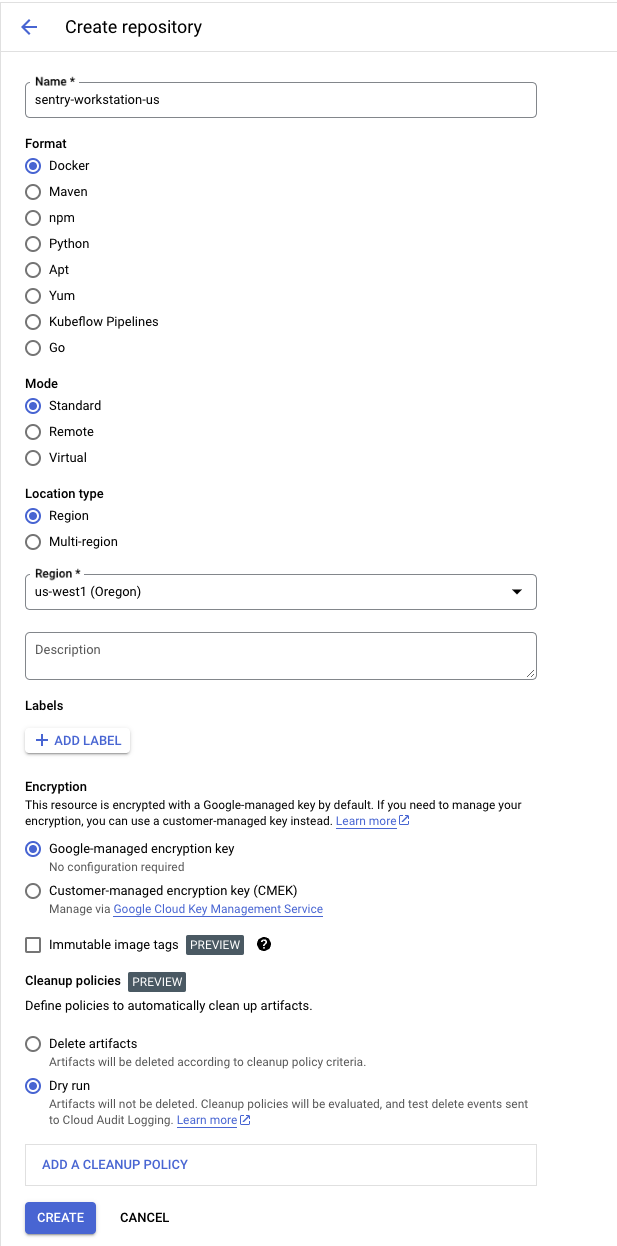 Create repository
Name *
sentry-workstation-us
Format
Docker
Maven
npm
Python
Apt
Yum
Kubeflow Pipelines
Go
Mode
Standard
Remote
Virtual
Location type
Region
Multi-region
Region *
us-west1 (Oregon)
Description
Labels
ADD LABEL
Encryption
This resource is encrypted with a Google-managed key by default. If you need to manage your
encryption, you can use a customer-managed key instead. Learn more
Google-managed encryption key
No configuration required
Customer-managed encryption key (CMEK)
Manage via Google Cloud Key Management Service
Immutable image tags PREVIEW ?
Cleanup policies PREVIEW
Define policies to automatically clean up artifacts.
Delete artifacts
Artifacts will be deleted according to cleanup policy criteria.
Dry run
Artifacts will not be deleted. Cleanup policies will be evaluated, and test delete events sent
to Cloud Audit Logging. Learn more
ADD A CLEANUP POLICY
CREATE CANCEL